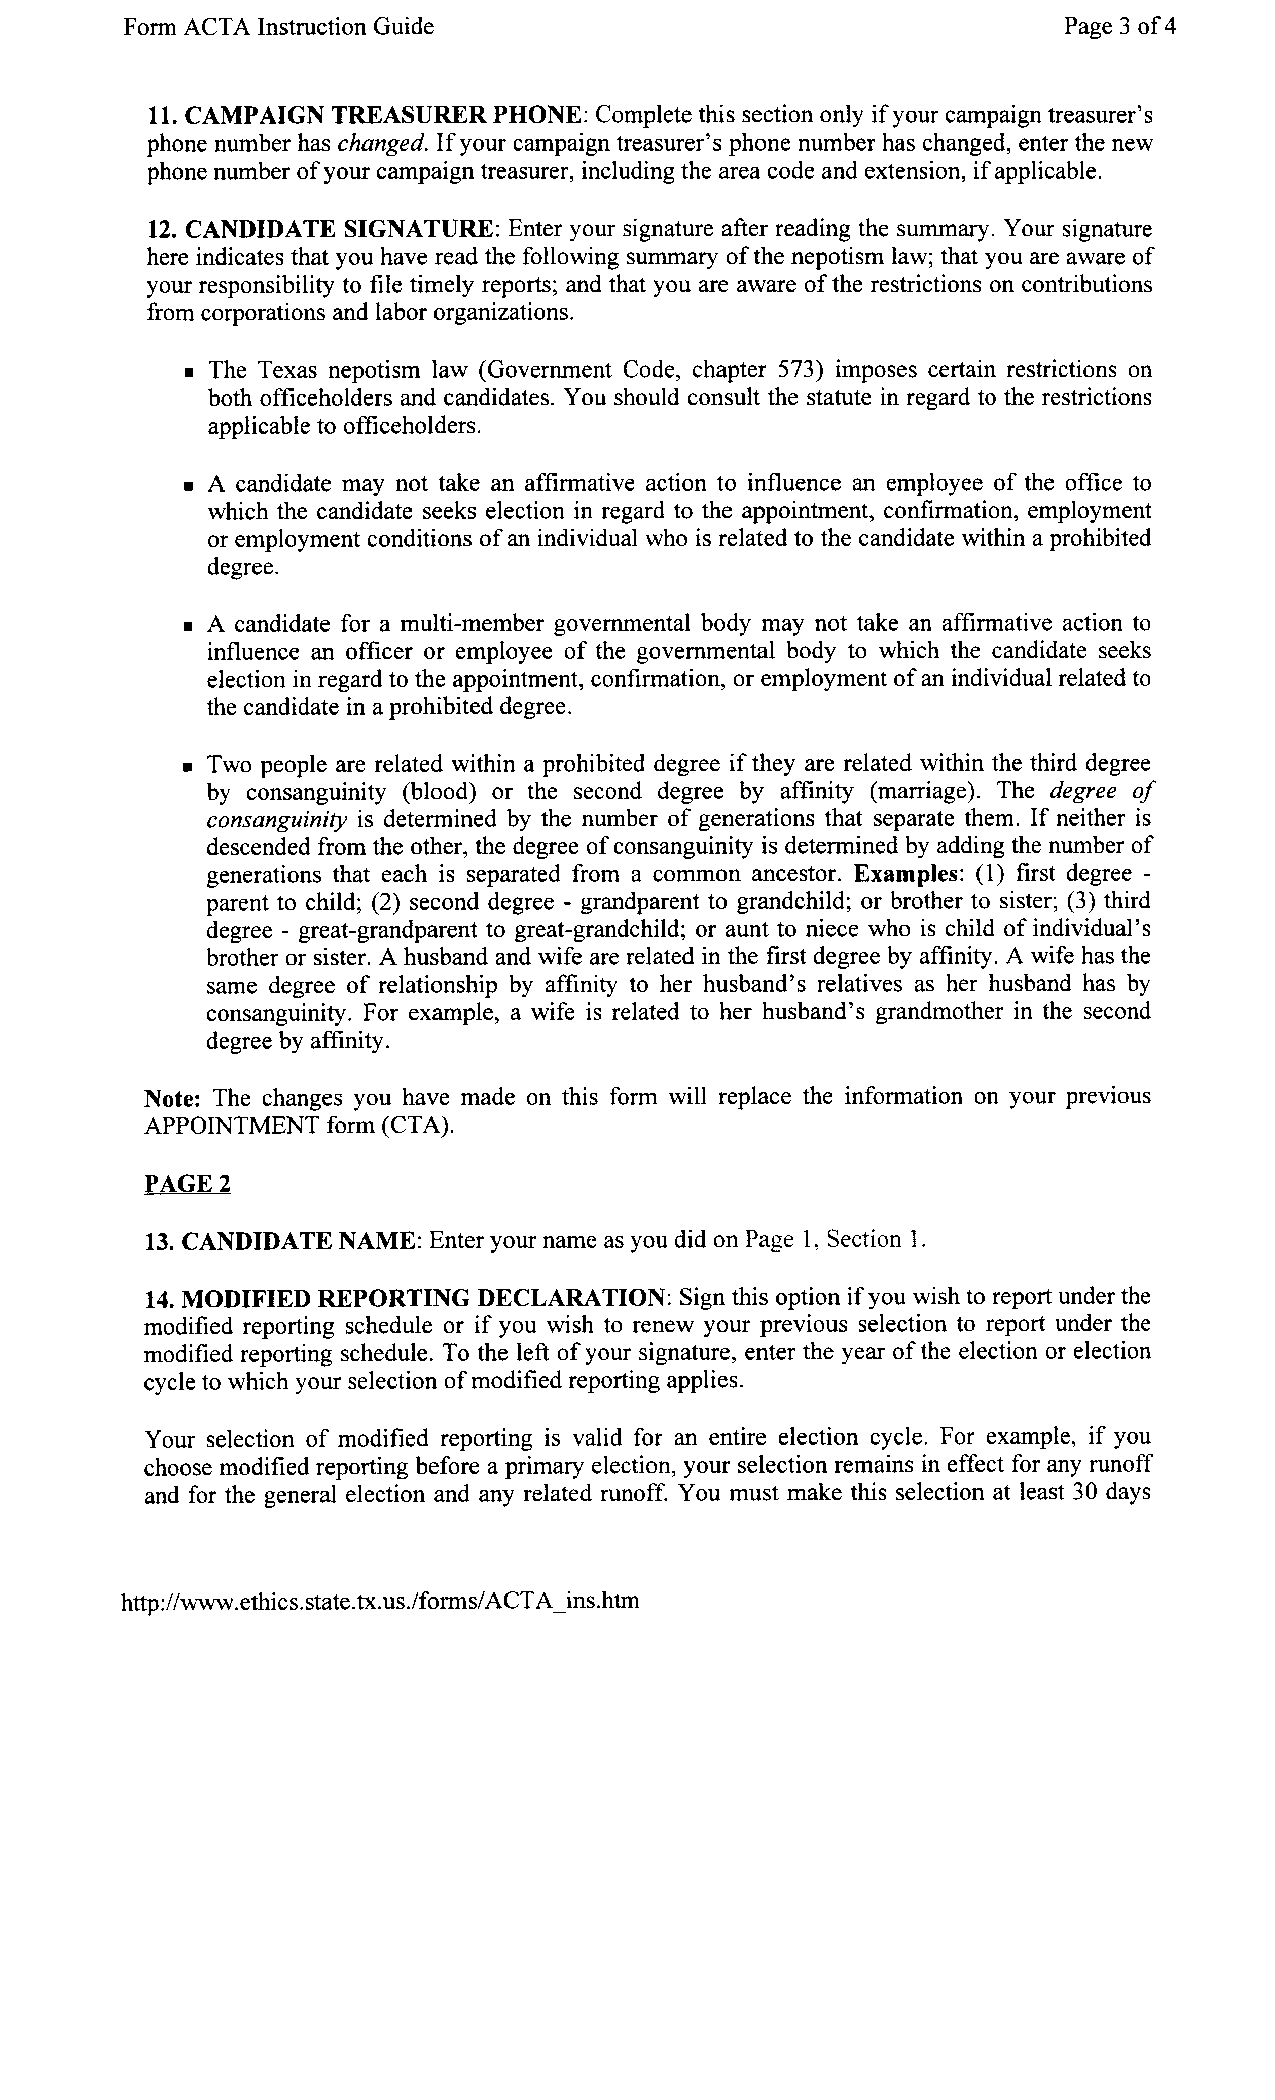 Form ACTA Instruction Guide Page 3 of 4
11. CAMPAIGN TREASURER PHONE: Complete this section only if your campaign treasurer's
phone number has changed. If your campaign treasurer's phone number has changed, enter the new
phone number of your campaign treasurer, including the area code and extension, if applicable.
12. CANDIDATE SIGNATURE: Enter your signature after reading the summary. Your signature
here indicates that you have read the following summary of the nepotism law; that you are aware of
your responsibility to file timely reports; and that you are aware of the restrictions on contributions
from corporations and labor organizations.
▪ The Texas nepotism law (Government Code, chapter 573) imposes certain restrictions on
both officeholders and candidates. You should consult the statute in regard to the restrictions
applicable to officeholders.
▪ A candidate may not take an affirmative action to influence an employee of the office to
which the candidate seeks election in regard to the appointment, confirmation, employment
or employment conditions of an individual who is related to the candidate within a prohibited
degree.
▪ A candidate for a multi-member governmental body may not take an affirmative action to
influence an officer or employee of the governmental body to which the candidate seeks
election in regard to the appointment, confirmation, or employment of an individual related to
the candidate in a prohibited degree.
▪ Two people are related within a prohibited degree if they are related within the third degree
by consanguinity (blood) or the second degree by affinity (marriage). The degree of
consanguinity is determined by the number of generations that separate them. If neither is
descended from the other, the degree of consanguinity is determined by adding the number of
generations that each is separated from a common ancestor. Examples: (1) first degree -
parent to child; (2) second degree - grandparent to grandchild; or brother to sister; (3) third
degree - great-grandparent to great-grandchild; or aunt to niece who is child of individual's
brother or sister. A husband and wife are related in the first degree by affinity. A wife has the
same degree of relationship by affinity to her husband's relatives as her husband has by
consanguinity. For example, a wife is related to her husband's grandmother in the second
degree by affinity.
Note: The changes you have made on this form will replace the information on your previous
APPOINTMENT form (CTA).
PAGE 2
13. CANDIDATE NAME: Enter your name as you did on Page 1, Section 1.
14. MODIFIED REPORTING DECLARATION: Sign this option if you wish to report under the
modified reporting schedule or if you wish to renew your previous selection to report under the
modified reporting schedule. To the left of your signature, enter the year of the election or election
cycle to which your selection of modified reporting applies.
Your selection of modified reporting is valid for an entire election cycle. For example, if you
choose modified reporting before a primary election, your selection remains in effect for any runoff
and for the general election and any related runoff. You must make this selection at least 30 days
http://www.ethics.state.tx.us./forms/ACTA_ins.htm